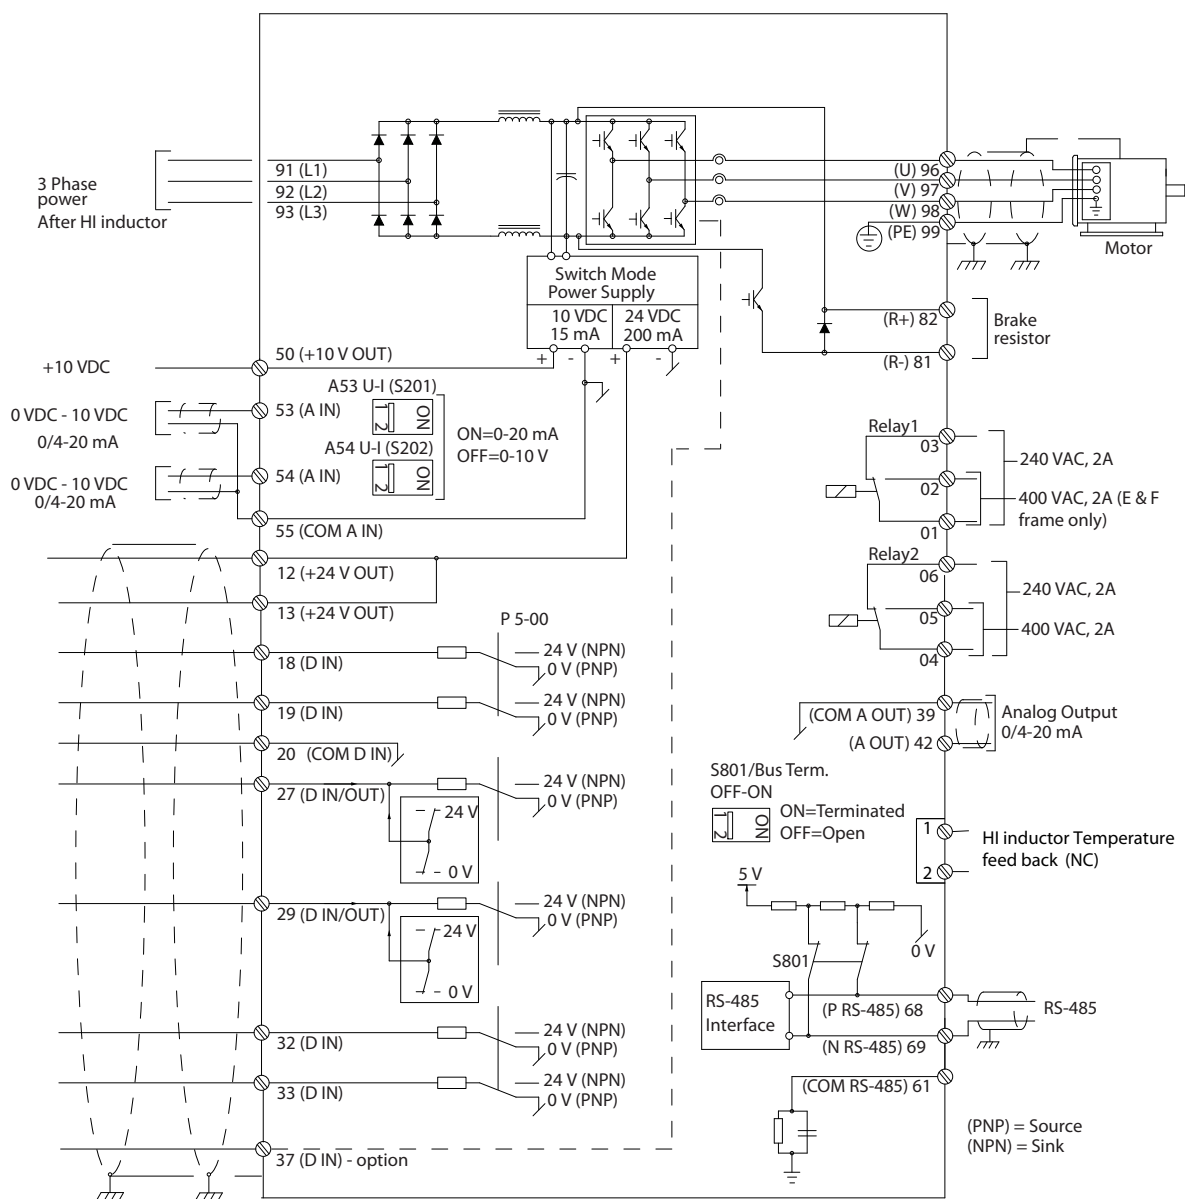 3 Phase
power
After HI inductor
91 (L1)
92 (L2)
93 (L3)
(U) 96
(V) 97
(W) 98
(PE) 99
Motor
Switch Mode
Power Supply
10 VDC
15 mA
24 VDC
200 mA
+ - + -
(R+) 82
(R-) 81
Brake
resistor
+10 VDC
50 (+10 V OUT)
0 VDC - 10 VDC
0/4-20 mA
53 (A IN)
A53 U-I (S201)
1 2
ON
A54 U-I (S202)
1 2
ON
ON=0-20 mA
OFF=0-10 V
0 VDC - 10 VDC
0/4-20 mA
54 (A IN)
55 (COM A IN)
12 (+24 V OUT)
13 (+24 V OUT)
P 5-00
18 (D IN)
24 V (NPN)
0 V (PNP)
19 (D IN)
24 V (NPN)
0 V (PNP)
20 (COM D IN)
27 (D IN/OUT)
24 V (NPN)
0 V (PNP)
24 V
0 V
29 (D IN/OUT)
24 V (NPN)
0 V (PNP)
24 V
0 V
32 (D IN)
24 V (NPN)
0 V (PNP)
33 (D IN)
24 V (NPN)
0 V (PNP)
37 (D IN) - option
Relay1
03
02
01
240 VAC, 2A
400 VAC, 2A (E & F
frame only)
Relay2
06
05
04
240 VAC, 2A
400 VAC, 2A
(COM A OUT) 39
(A OUT) 42
Analog Output
0/4-20 mA
S801/Bus Term.
OFF-ON
1 2
ON
ON=Terminated
OFF=Open
1
2
HI inductor Temperature
feed back (NC)
5 V
0 V
S801
RS-485
Interface
(P RS-485) 68
(N RS-485) 69
RS-485
(COM RS-485) 61
(PNP) = Source
(NPN) = Sink